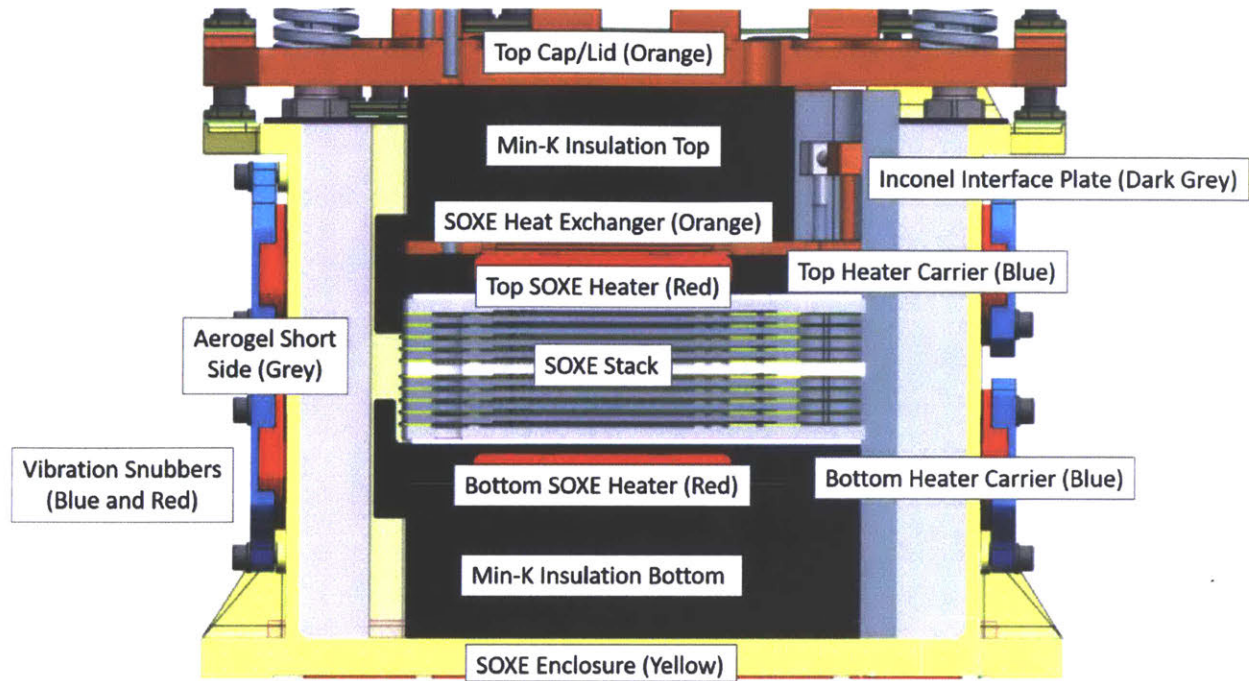 Top Cap/Lid (Orange)
Min-K Insulation Top
Inconel Interface Plate (Dark Grey)
SOXE Heat Exchanger (Orange)
Top Heater Carrier (Blue)
Top SOXE Heater (Red)
Aerogel Short
Side (Grey)
SOXE Stack
Vibration Snubbers
(Blue and Red)
Bottom SOXE Heater (Red)
Bottom Heater Carrier (Blue)
Min-K Insulation Bottom
SOXE Enclosure (Yellow)